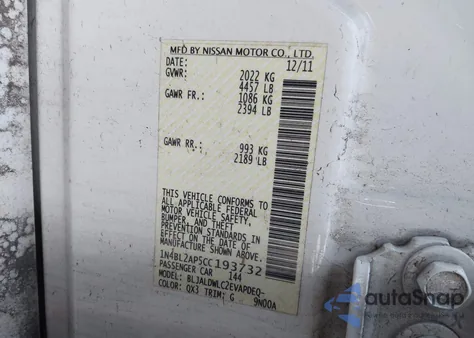 MFD BY NISSAN MOTOR CO., LTD.
DATE: 12/11
GVWR: 2022 KG
4457 LB
GAWR FR.: 1086 KG
2394 LB
GAWR RR.: 993 KG
2189 LB
THIS VEHICLE CONFORMS TO
ALL APPLICABLE FEDERAL
MOTOR VEHICLE SAFETY,
BUMPER, AND THEFT
PREVENTION STANDARDS IN
EFFECT ON THE DATE OF
MANUFACTURE SHOWN ABOVE.
1N4BL2AP5CC193732
PASSENGER CAR 144
MODEL: BLJALDWLC2EVAPDEQ-
COLOR: QX3 TRIM: G 9N00A
autoSnap